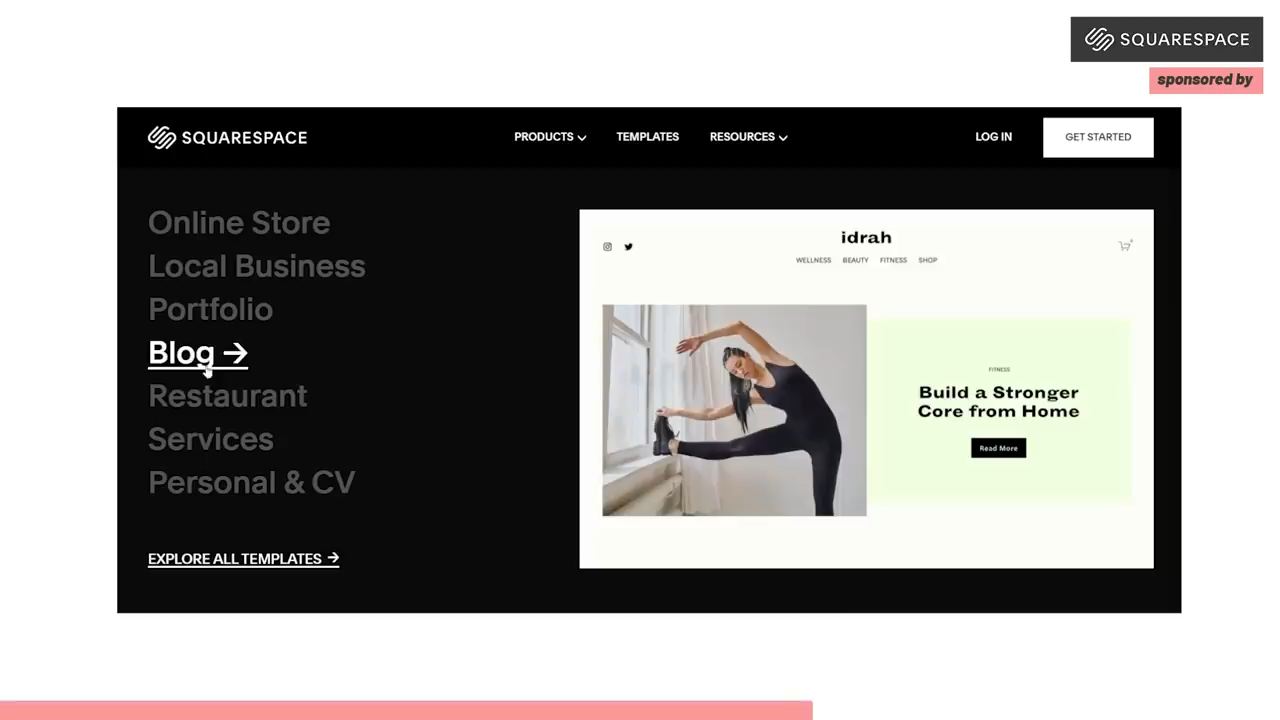 SQUARESPACE
sponsored by
SQUARESPACE
PRODUCTS
TEMPLATES
RESOURCES
LOG IN
GET STARTED
Online Store
Local Business
Portfolio
Blog →
Restaurant
Services
Personal & CV
EXPLORE ALL TEMPLATES →
idrah
WELLNESS
BEAUTY
FITNESS
SHOP
FITNESS
Build a Stronger
Core from Home
Read More